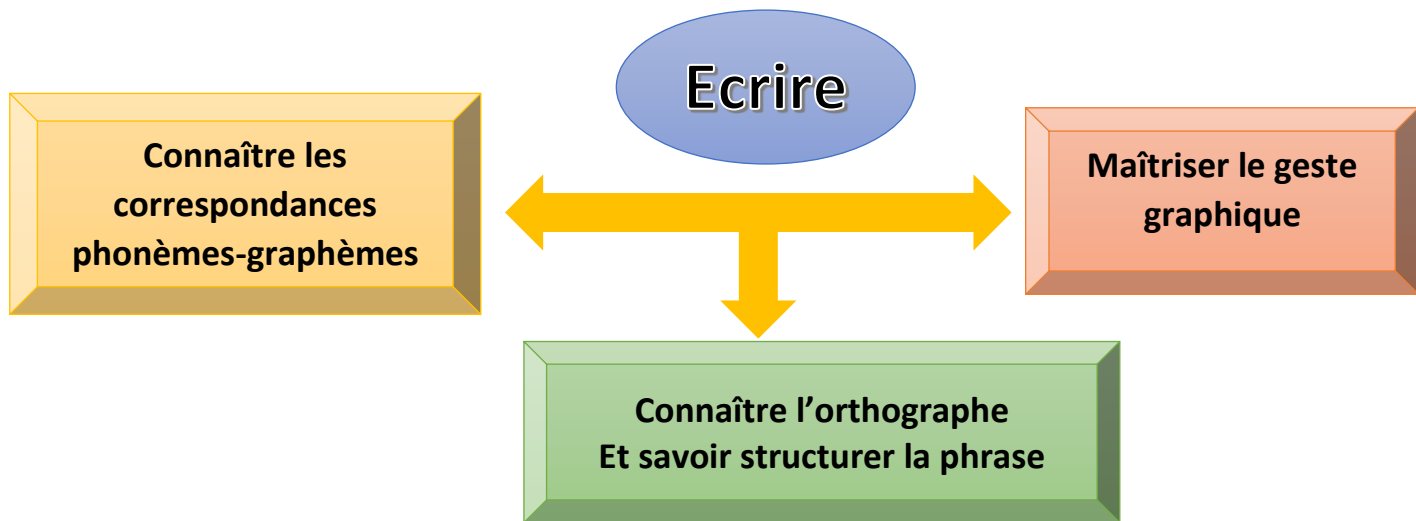 Ecrire
Connaître les
correspondances
phonèmes-graphèmes
Maîtriser le geste
graphique
Connaître l’orthographe
Et savoir structurer la phrase